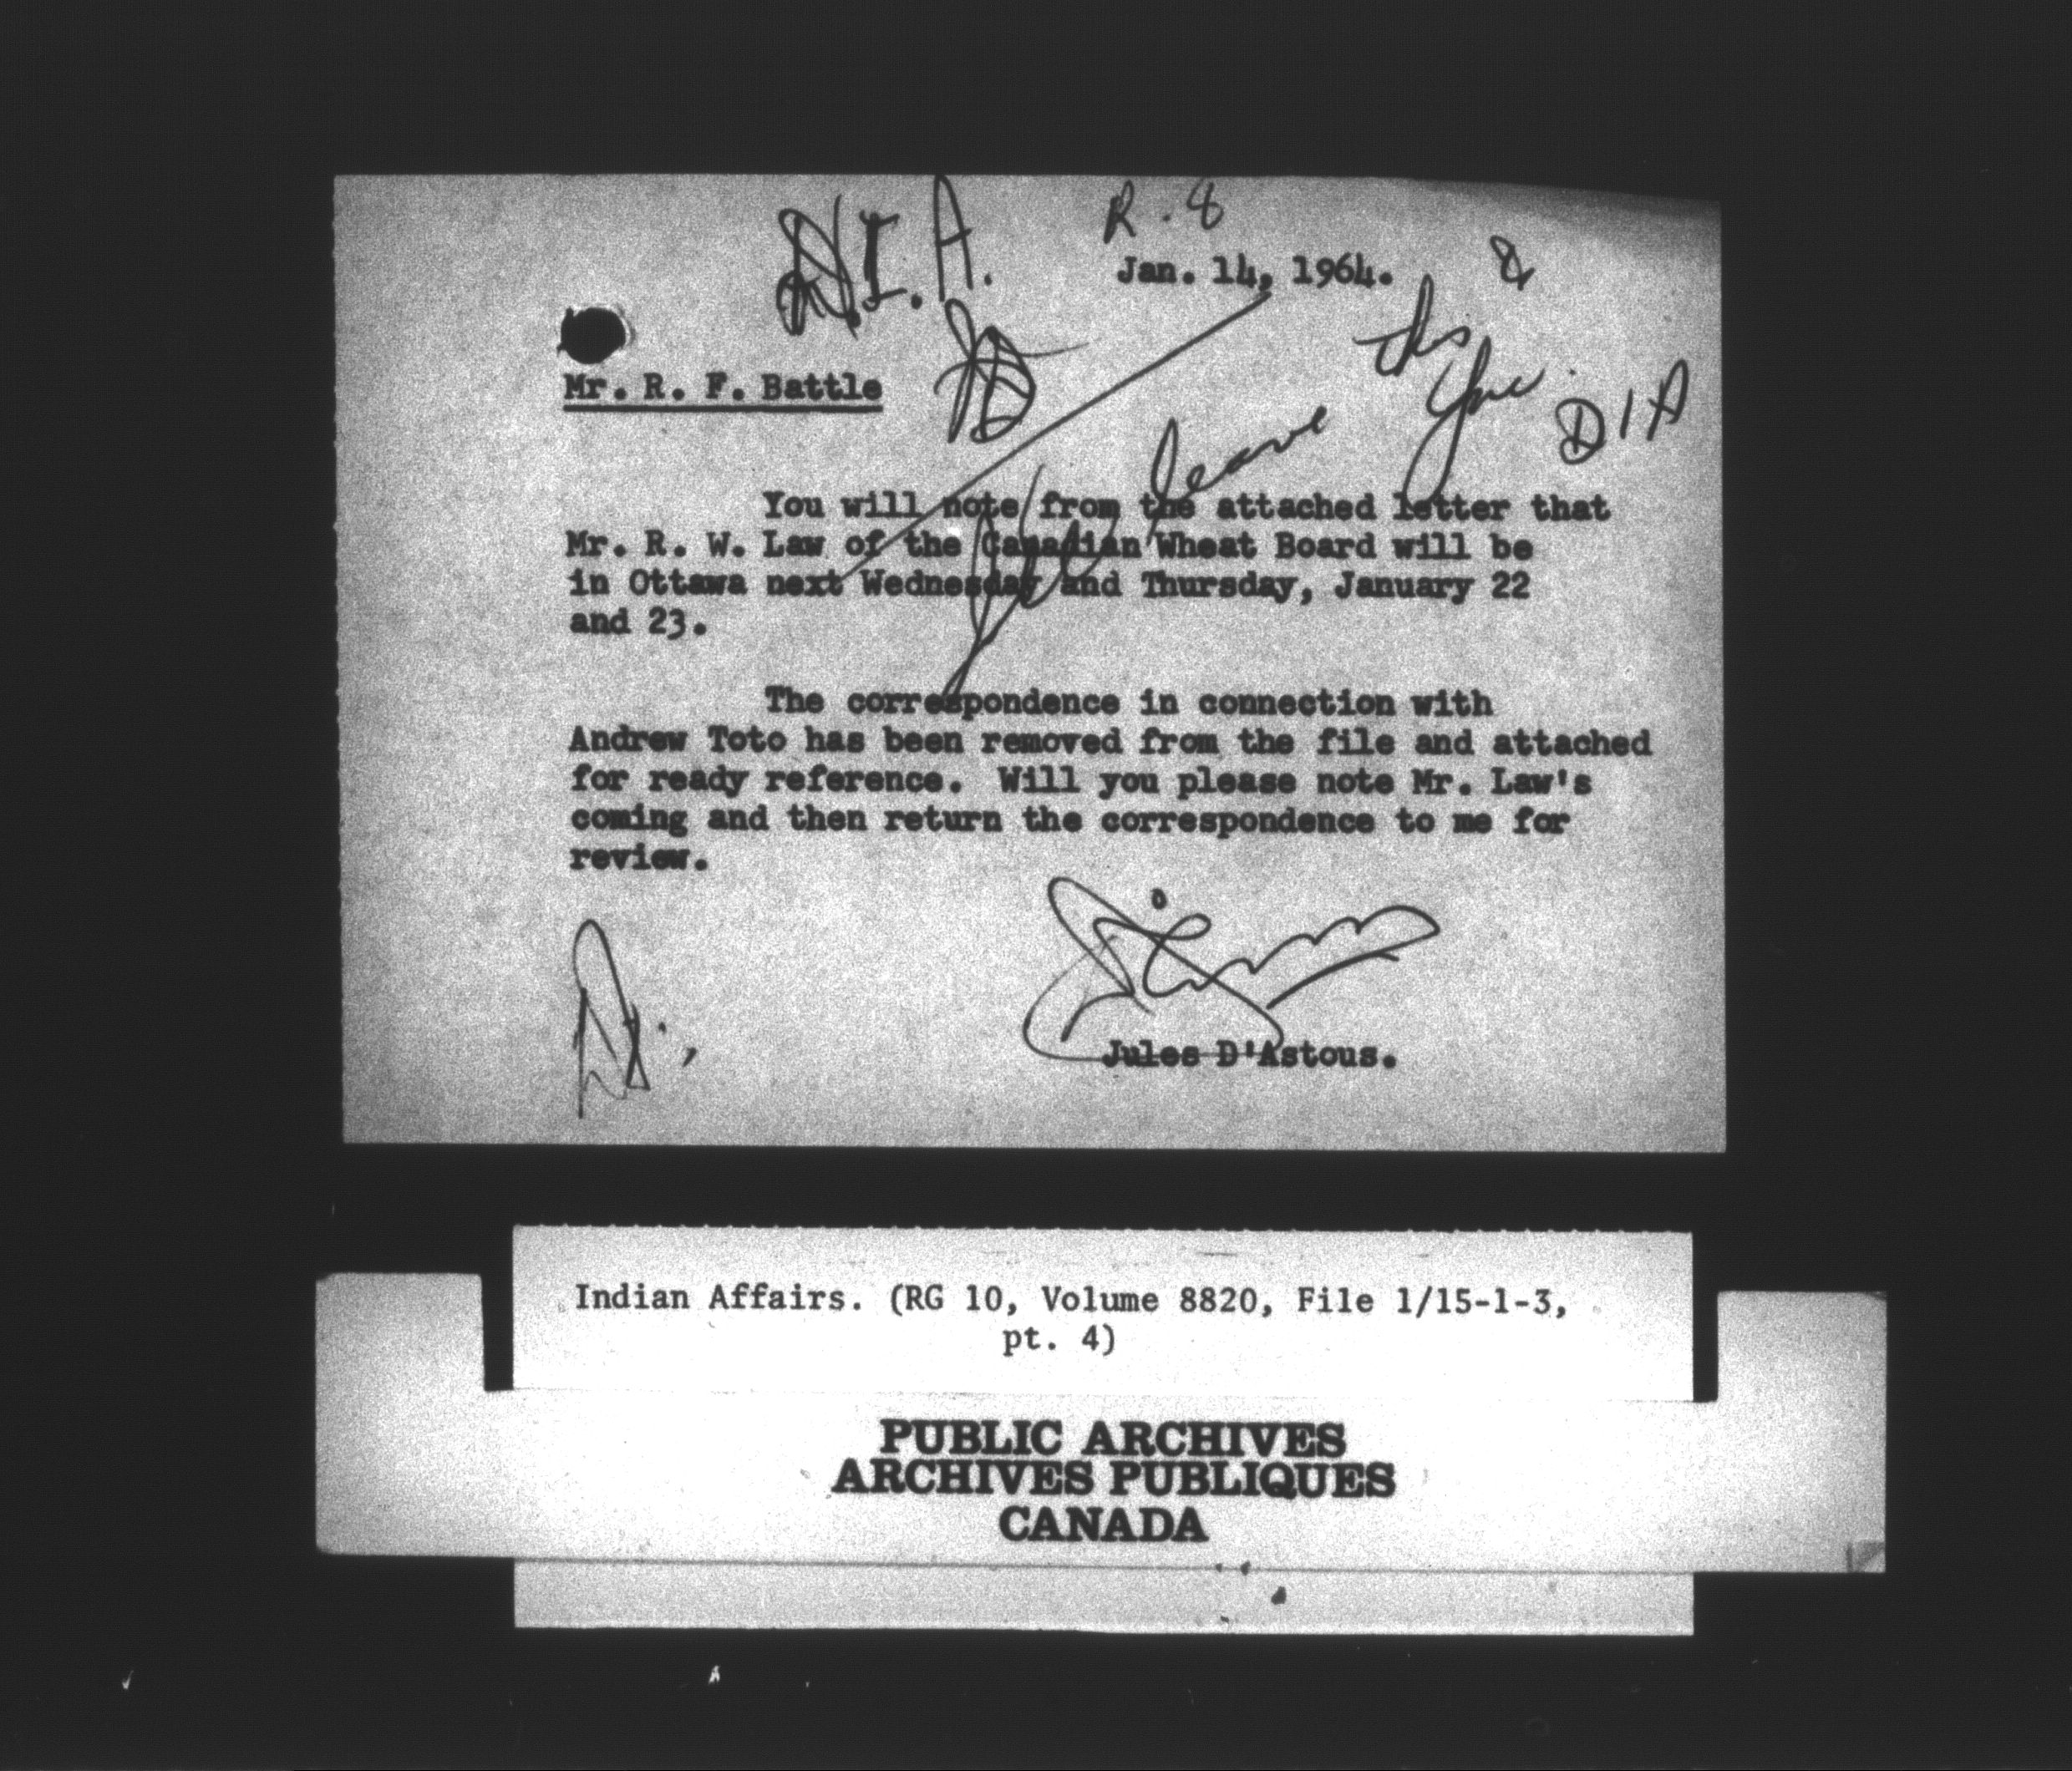 D.I.A.
R.8
Jan. 14, 1964.
Mr. R. F. Battle
leave
this
DIA
You will note from the attached letter that
Mr. R. W. Law of the Canadian Wheat Board will be
in Ottawa next Wednesday and Thursday, January 22
and 23.
The correspondence in connection with
Andrew Toto has been removed from the file and attached
for ready reference. Will you please note Mr. Law's
coming and then return the correspondence to me for
review.
Jules D'Astous.
Indian Affairs. (RG 10, Volume 8820, File 1/15-1-3,
pt. 4)
PUBLIC ARCHIVES
ARCHIVES PUBLIQUES
CANADA